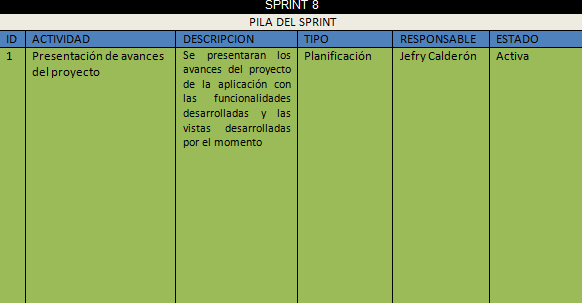 SPRINT 8
PILA DEL SPRINT
ID ACTIVIDAD DESCRIPCION TIPO RESPONSABLE ESTADO
1 Presentación de avances del proyecto
Se presentaran los
avances del proyecto
de la aplicación con
las funcionalidades
desarrolladas y las
vistas desarrolladas
por el momento
Planificación
Jefry Calderón
Activa